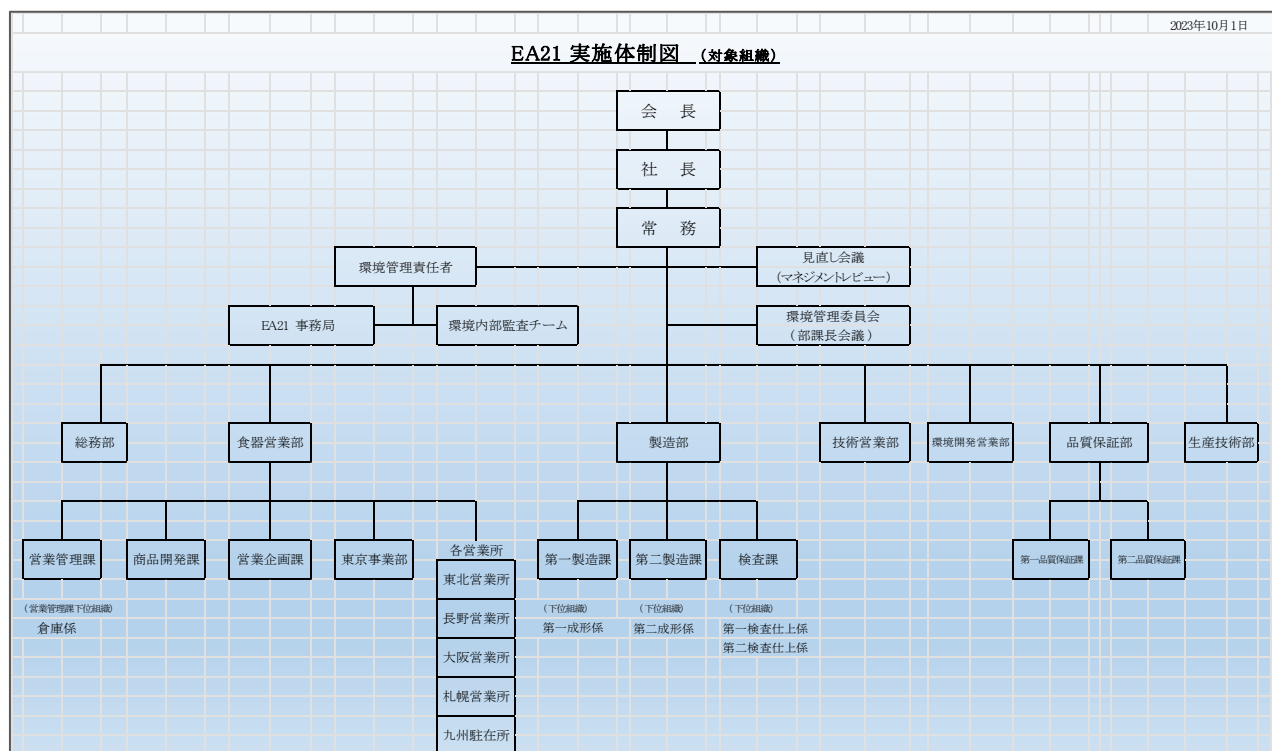 2023年10月1日
EA21 実施体制図 (対象組織)
会 長
社 長
常 務
環境管理責任者
見直し会議
(マネジメントレビュー)
EA21 事務局
環境内部監査チーム
環境管理委員会
(部課長会議)
総務部
食器営業部
製造部
技術営業部
環境開発営業部
品質保証部
生産技術部
営業管理課
商品開発課
営業企画課
東京事業部
各営業所
東北営業所
長野営業所
大阪営業所
札幌営業所
九州駐在所
第一製造課
第二製造課
検査課
第一品質保証課
第二品質保証課
(営業管理課下位組織)
倉庫係
(下位組織)
第一成形係
(下位組織)
第二成形係
(下位組織)
第一検査仕上係
第二検査仕上係